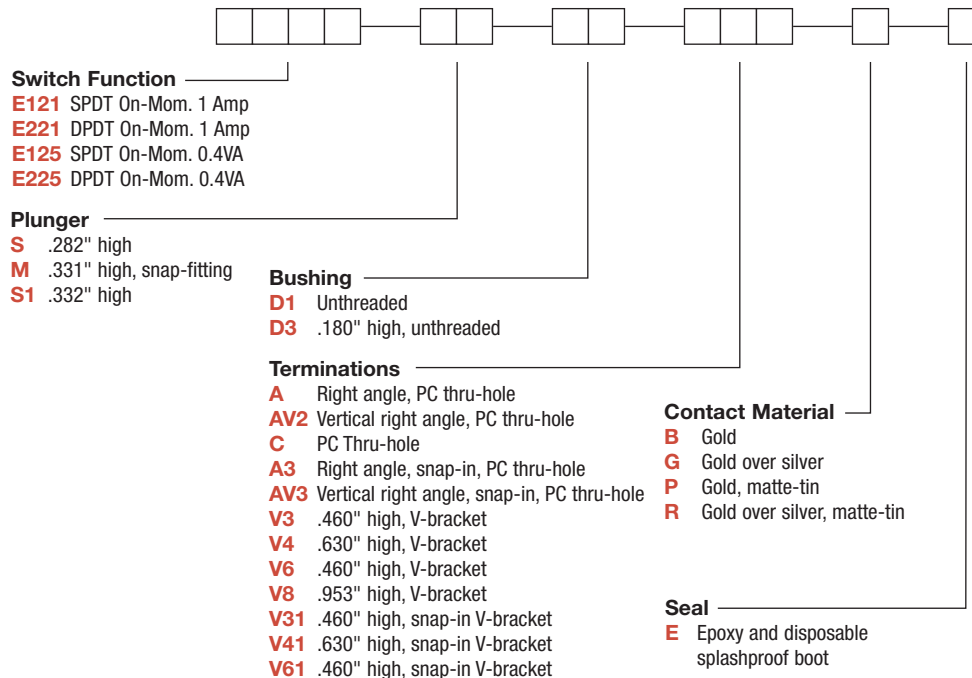 Switch Function
E121 SPDT On-Mom. 1 Amp
E221 DPDT On-Mom. 1 Amp
E125 SPDT On-Mom. 0.4VA
E225 DPDT On-Mom. 0.4VA
Plunger
S .282" high
M .331" high, snap-fitting
S1 .332" high
Bushing
D1 Unthreaded
D3 .180" high, unthreaded
Terminations
A Right angle, PC thru-hole
AV2 Vertical right angle, PC thru-hole
C PC Thru-hole
A3 Right angle, snap-in, PC thru-hole
AV3 Vertical right angle, snap-in, PC thru-hole
V3 .460" high, V-bracket
V4 .630" high, V-bracket
V6 .460" high, V-bracket
V8 .953" high, V-bracket
V31 .460" high, snap-in V-bracket
V41 .630" high, snap-in V-bracket
V61 .460" high, snap-in V-bracket
Contact Material
B Gold
G Gold over silver
P Gold, matte-tin
R Gold over silver, matte-tin
Seal
E Epoxy and disposable
splashproof boot